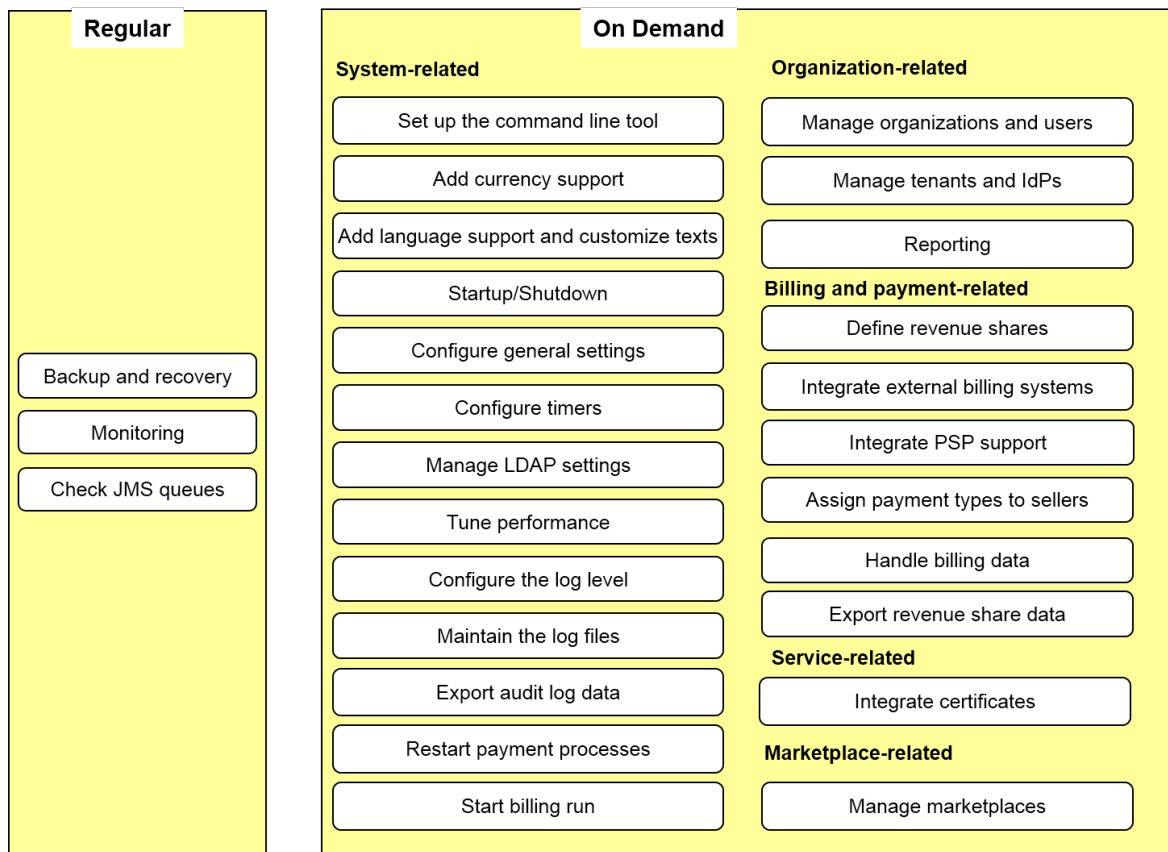 Regular
Backup and recovery
Monitoring
Check JMS queues
On Demand
System-related
Set up the command line tool
Add currency support
Add language support and customize texts
Startup/Shutdown
Configure general settings
Configure timers
Manage LDAP settings
Tune performance
Configure the log level
Maintain the log files
Export audit log data
Restart payment processes
Start billing run
Organization-related
Manage organizations and users
Manage tenants and IdPs
Reporting
Billing and payment-related
Define revenue shares
Integrate external billing systems
Integrate PSP support
Assign payment types to sellers
Handle billing data
Export revenue share data
Service-related
Integrate certificates
Marketplace-related
Manage marketplaces